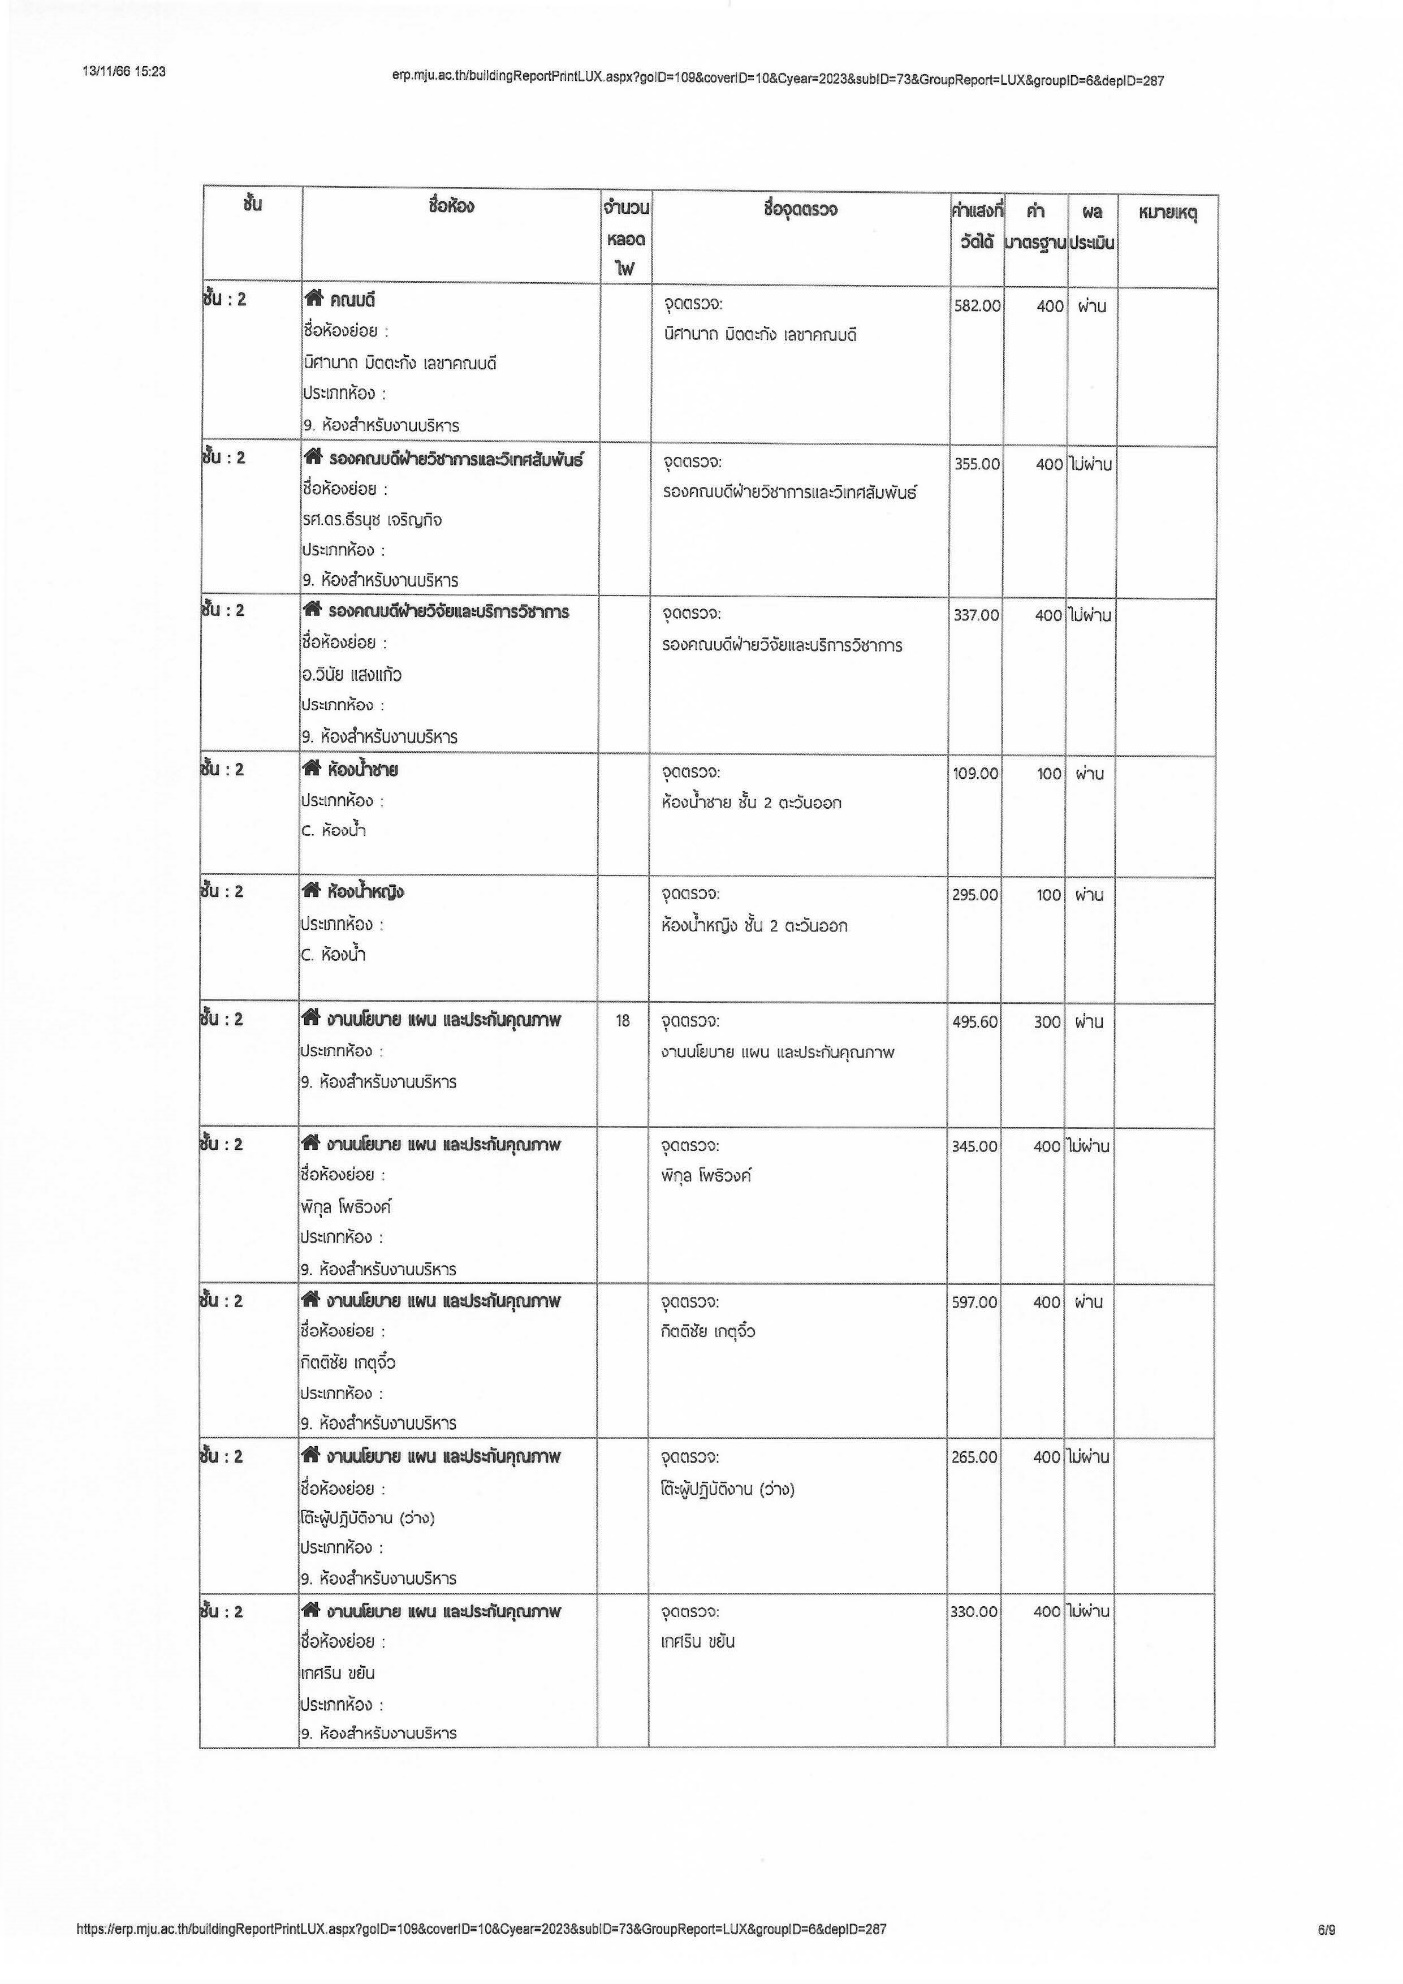 13/11/66 15:23
erp.mju.ac.th/buildingReportPrintLUX.aspx?goID=109&coverID=10&Cyear=2023&subID=73&GroupReport=LUX&groupID=6&depID=287
ชั้น ชื่อห้อง จำนวน ชื่อจุดตรวจ ค่าแสงที่ ค่า ผล หมายเหตุ
หลอด วัดได้ มาตรฐาน ประเมิน
ไฟ
ชั้น : 2 คณบดี จุดตรวจ: 582.00 400 ผ่าน
ชื่อห้องย่อย : นิศานาถ มิตตะกัง เลขาคณบดี
นิศานาถ มิตตะกัง เลขาคณบดี
ประเภทห้อง :
9. ห้องสำหรับงานบริหาร
ชั้น : 2 รองคณบดีฝ่ายวิชาการและวิเทศสัมพันธ์ จุดตรวจ: 355.00 400 ไม่ผ่าน
ชื่อห้องย่อย : รองคณบดีฝ่ายวิชาการและวิเทศสัมพันธ์
รศ.ดร.ธีรนุช เจริญกิจ
ประเภทห้อง :
9. ห้องสำหรับงานบริหาร
ชั้น : 2 รองคณบดีฝ่ายวิจัยและบริการวิชาการ จุดตรวจ: 337.00 400 ไม่ผ่าน
ชื่อห้องย่อย : รองคณบดีฝ่ายวิจัยและบริการวิชาการ
อ.วินัย แสงแก้ว
ประเภทห้อง :
9. ห้องสำหรับงานบริหาร
ชั้น : 2 ห้องน้ำชาย จุดตรวจ: 109.00 100 ผ่าน
ประเภทห้อง : ห้องน้ำชาย ชั้น 2 ตะวันออก
C. ห้องน้ำ
ชั้น : 2 ห้องน้ำหญิง จุดตรวจ: 295.00 100 ผ่าน
ประเภทห้อง : ห้องน้ำหญิง ชั้น 2 ตะวันออก
C. ห้องน้ำ
ชั้น : 2 งานนโยบาย แผน และประกันคุณภาพ 18 จุดตรวจ: 495.60 300 ผ่าน
ประเภทห้อง : งานนโยบาย แผน และประกันคุณภาพ
9. ห้องสำหรับงานบริหาร
ชั้น : 2 งานนโยบาย แผน และประกันคุณภาพ จุดตรวจ: 345.00 400 ไม่ผ่าน
ชื่อห้องย่อย : พิกุล โพธิวงค์
พิกุล โพธิวงค์
ประเภทห้อง :
9. ห้องสำหรับงานบริหาร
ชั้น : 2 งานนโยบาย แผน และประกันคุณภาพ จุดตรวจ: 597.00 400 ผ่าน
ชื่อห้องย่อย : กิตติชัย เกตุจิ๋ว
กิตติชัย เกตุจิ๋ว
ประเภทห้อง :
9. ห้องสำหรับงานบริหาร
ชั้น : 2 งานนโยบาย แผน และประกันคุณภาพ จุดตรวจ: 265.00 400 ไม่ผ่าน
ชื่อห้องย่อย : โต๊ะผู้ปฏิบัติงาน (ว่าง)
โต๊ะผู้ปฏิบัติงาน (ว่าง)
ประเภทห้อง :
9. ห้องสำหรับงานบริหาร
ชั้น : 2 งานนโยบาย แผน และประกันคุณภาพ จุดตรวจ: 330.00 400 ไม่ผ่าน
ชื่อห้องย่อย : เกศริน ขยัน
เกศริน ขยัน
ประเภทห้อง :
9. ห้องสำหรับงานบริหาร
https://erp.mju.ac.th/buildingReportPrintLUX.aspx?goID=109&coverID=10&Cyear=2023&subID=73&GroupReport=LUX&groupID=6&depID=287 6/9